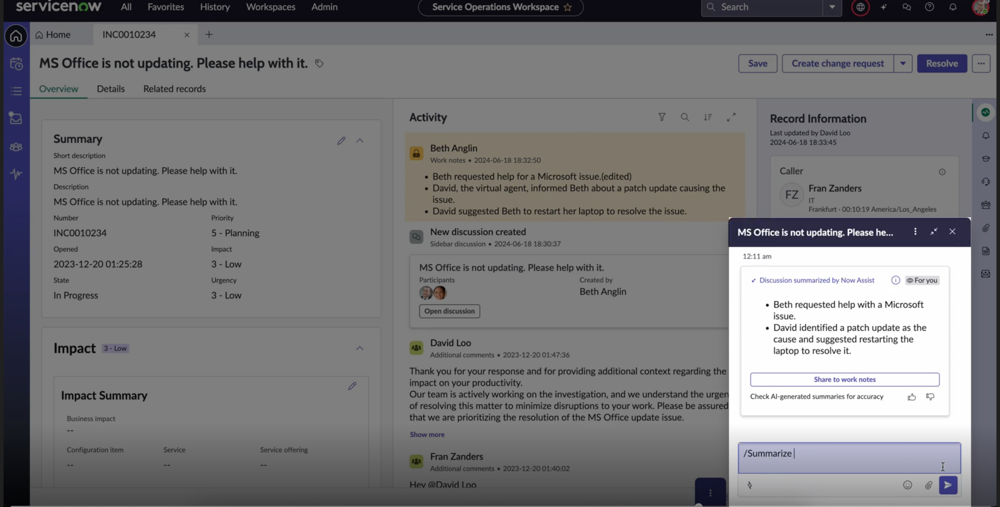 servicenow
All
Favorites
History
Workspaces
Admin
Service Operations Workspace
Search
Home
INC0010234
MS Office is not updating. Please help with it.
Save
Create change request
Resolve
Overview
Details
Related records
Summary
Short description
MS Office is not updating. Please help with it.
Description
MS Office is not updating. Please help with it.
Number
Priority
INC0010234
5 - Planning
Opened
Impact
2023-12-20 01:25:28
3 - Low
State
Urgency
In Progress
3 - Low
Impact
3 - Low
Impact Summary
Business impact
--
Configuration item
Service
Service offering
--
--
--
Activity
Beth Anglin
Work notes • 2024-06-18 18:32:50
• Beth requested help for a Microsoft issue.(edited)
• David, the virtual agent, informed Beth about a patch update causing the
issue.
• David suggested Beth to restart her laptop to resolve the issue.
New discussion created
Sidebar discussion • 2024-06-18 18:30:37
MS Office is not updating. Please help with it.
Participants
Created by
Beth Anglin
Open discussion
David Loo
Additional comments • 2023-12-20 01:47:36
Thank you for your response and for providing additional context regarding the
impact on your productivity.
Our team is actively working on the investigation, and we understand the urgen
of resolving this matter to minimize disruptions to your work. Please be assured
that we are prioritizing the resolution of the MS Office update issue.
Show more
Fran Zanders
Additional comments • 2023-12-20 01:40:02
Hey @David Loo
Record Information
Last updated by David Loo
2024-06-18 18:33:45
Caller
FZ
Fran Zanders
IT
Frankfurt · 00:10:19 America/Los_Angeles
MS Office is not updating. Please he...
12:11 am
Discussion summarized by Now Assist
For you
• Beth requested help with a Microsoft
issue.
• David identified a patch update as the
cause and suggested restarting the
laptop to resolve it.
Share to work notes
Check AI-generated summaries for accuracy
/Summarize